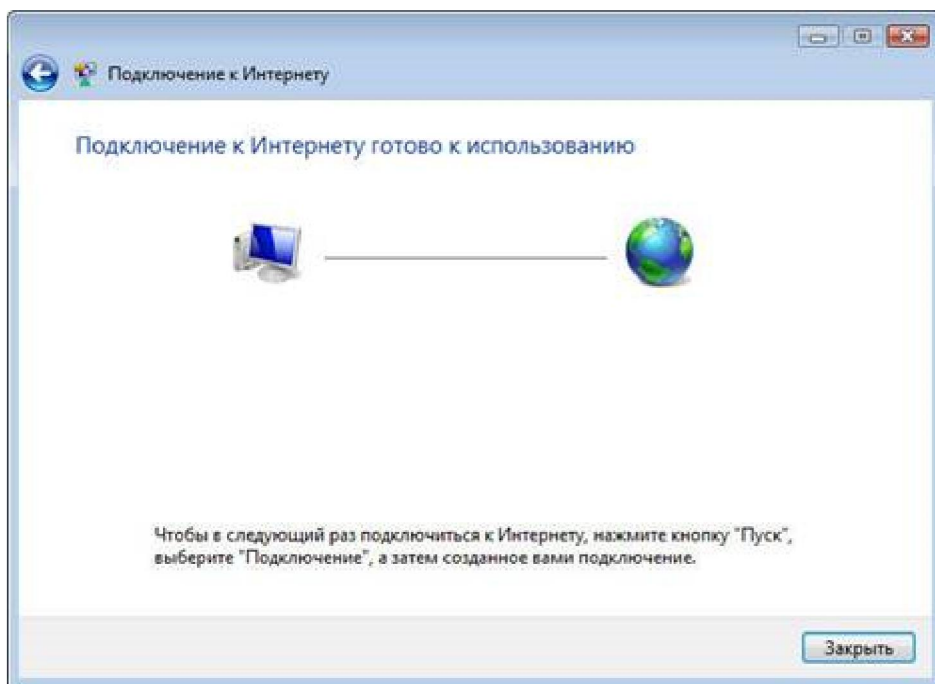 Подключение к Интернету
Подключение к Интернету готово к использованию
Чтобы в следующий раз подключиться к Интернету, нажмите кнопку "Пуск",
выберите "Подключение", а затем созданное вами подключение.
Закрыть